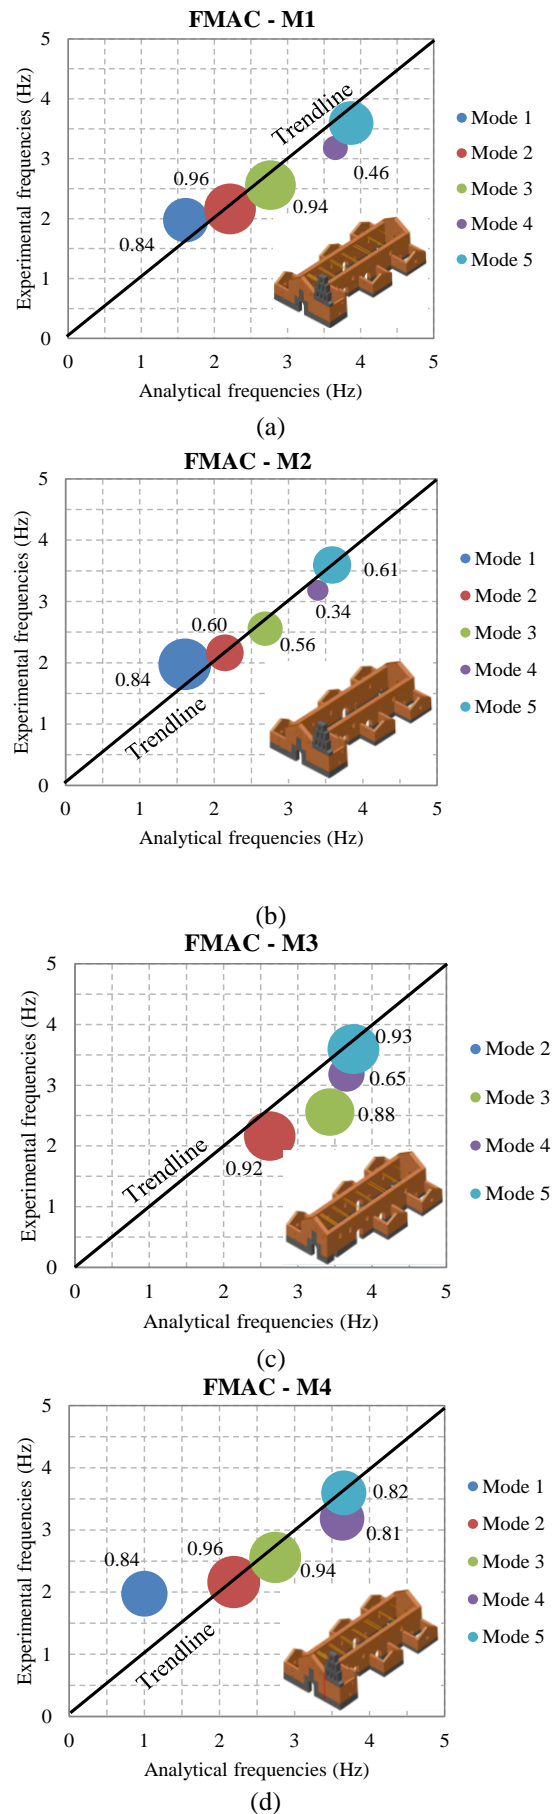 FMAC - M1
Experimental frequencies (Hz)
5
4
3
2
1
0
Trendline
0.96
0.84
0.94
0.46
Mode 1
Mode 2
Mode 3
Mode 4
Mode 5
0 1 2 3 4 5
Analytical frequencies (Hz)
(a)
FMAC - M2
Experimental frequencies (Hz)
5
4
3
2
1
0
0.61
0.34
0.60
0.56
0.84
Trendline
Mode 1
Mode 2
Mode 3
Mode 4
Mode 5
0 1 2 3 4 5
Analytical frequencies (Hz)
(b)
FMAC - M3
Experimental frequencies (Hz)
5
4
3
2
1
0
0.93
0.65
0.88
0.92
Trendline
Mode 2
Mode 3
Mode 4
Mode 5
0 1 2 3 4 5
Analytical frequencies (Hz)
(c)
FMAC - M4
Experimental frequencies (Hz)
5
4
3
2
1
0
0.82
0.81
0.96
0.84
0.94
Trendline
Mode 1
Mode 2
Mode 3
Mode 4
Mode 5
0 1 2 3 4 5
Analytical frequencies (Hz)
(d)